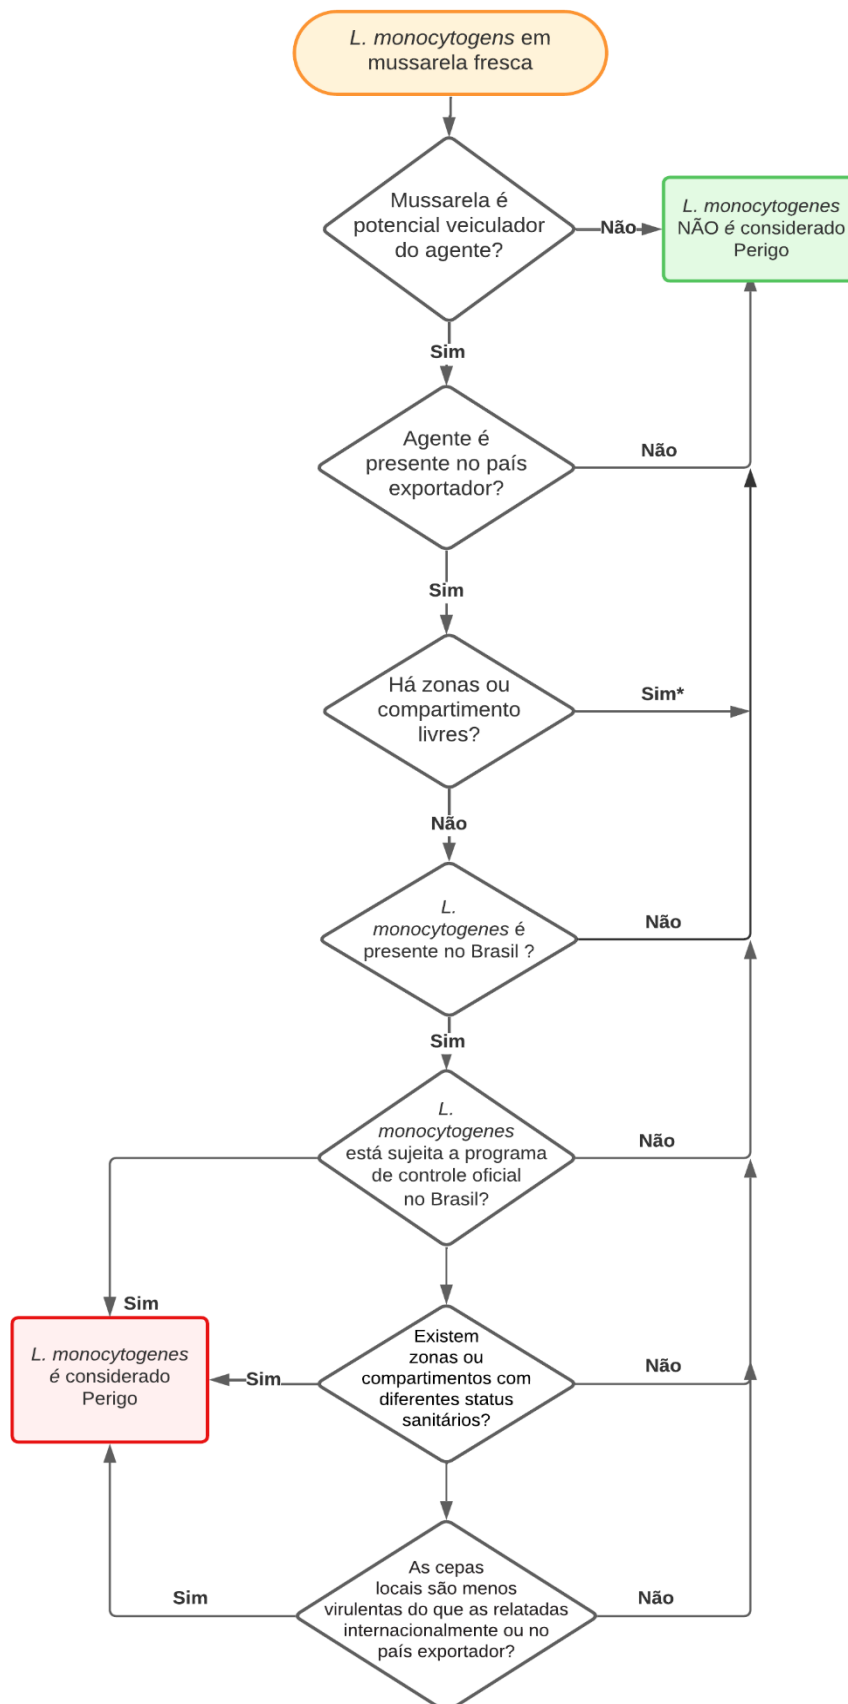 L. monocytogens em
mussarela fresca
Mussarela é
potencial veiculador
do agente?
Não
L. monocytogenes
NÃO é considerado
Perigo
Sim
Agente é
presente no país
exportador?
Não
Sim
Há zonas ou
compartimento
livres?
Sim*
Não
L.
monocytogenes é
presente no Brasil ?
Não
Sim
L.
monocytogenes
está sujeita a programa
de controle oficial
no Brasil?
Não
Sim
L. monocytogenes
é considerado
Perigo
Sim
Existem
zonas ou
compartimentos com
diferentes status
sanitários?
Não
Sim
As cepas
locais são menos
virulentas do que as relatadas
internacionalmente ou no
país exportador?
Não